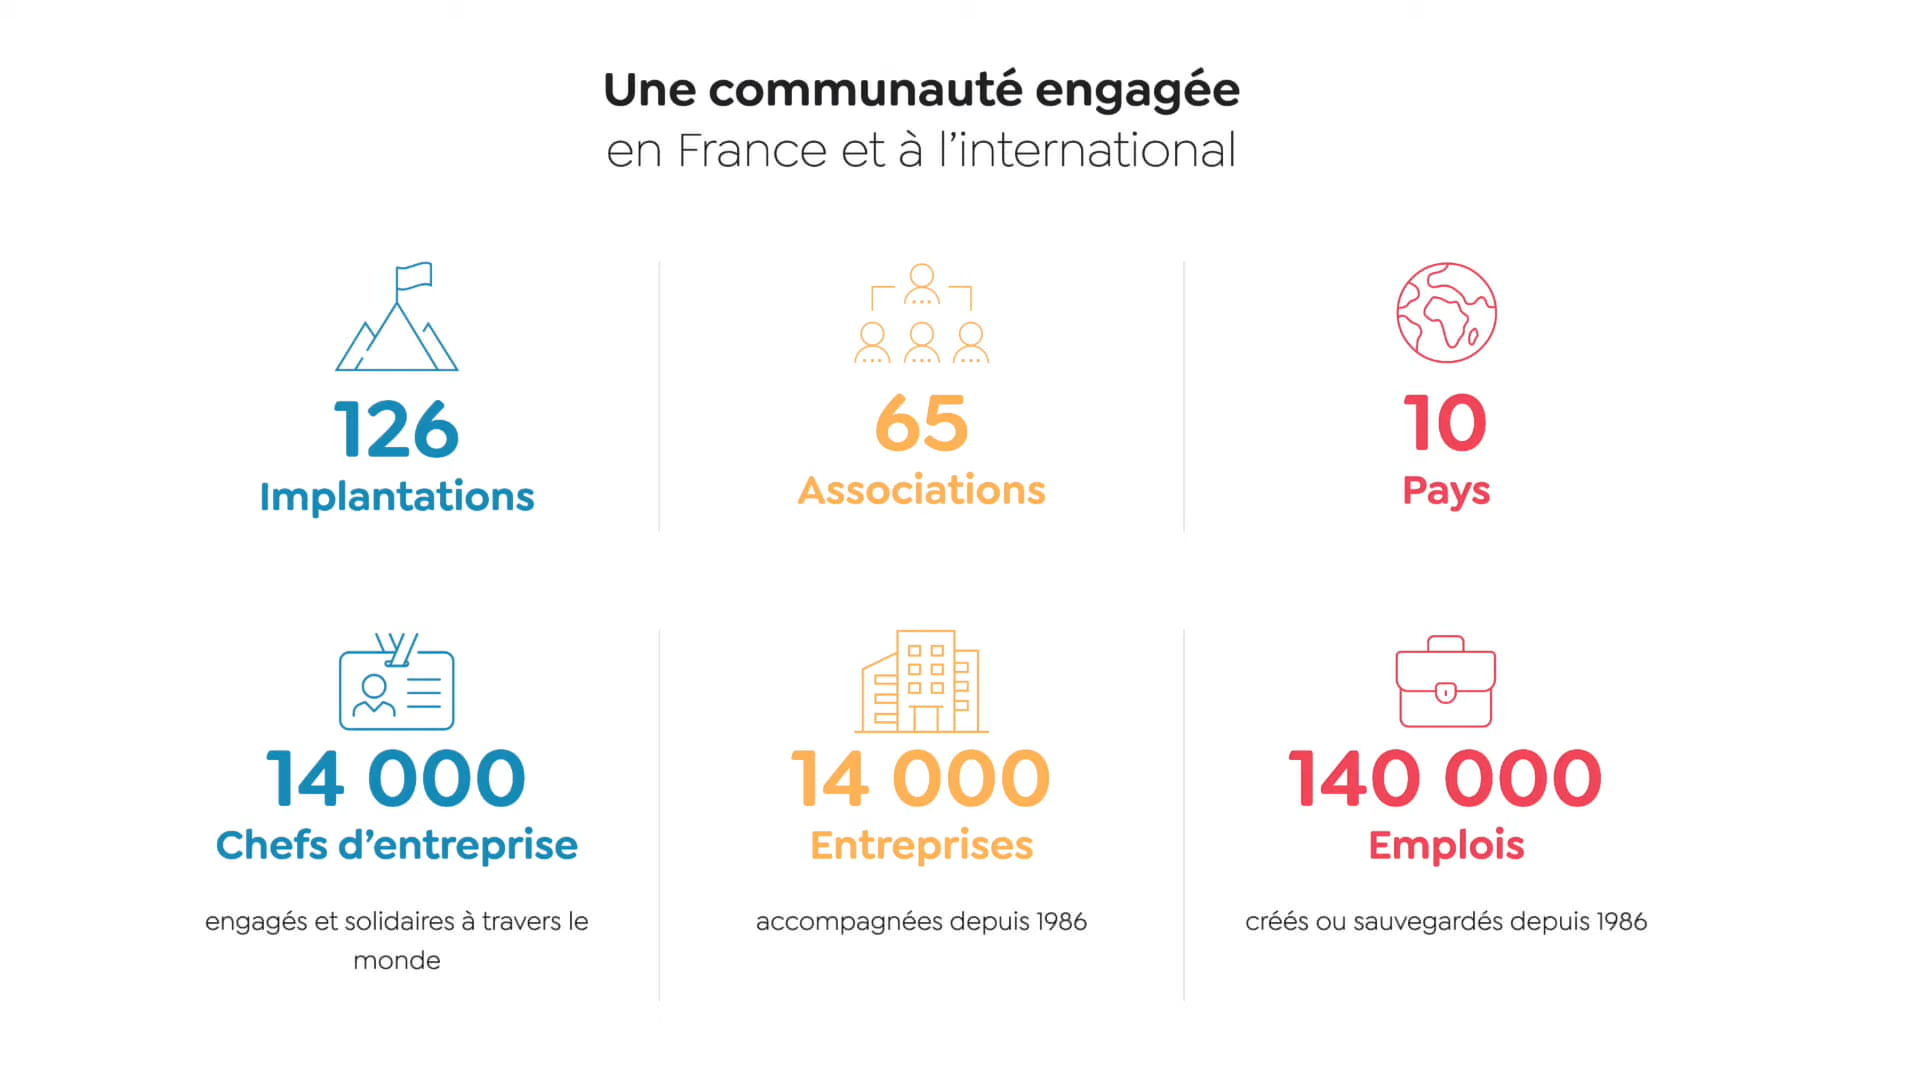 Une communauté engagée
en France et à l’international
126
Implantations
65
Associations
10
Pays
14 000
Chefs d’entreprise
engagés et solidaires à travers le
monde
14 000
Entreprises
accompagnées depuis 1986
140 000
Emplois
créés ou sauvegardés depuis 1986